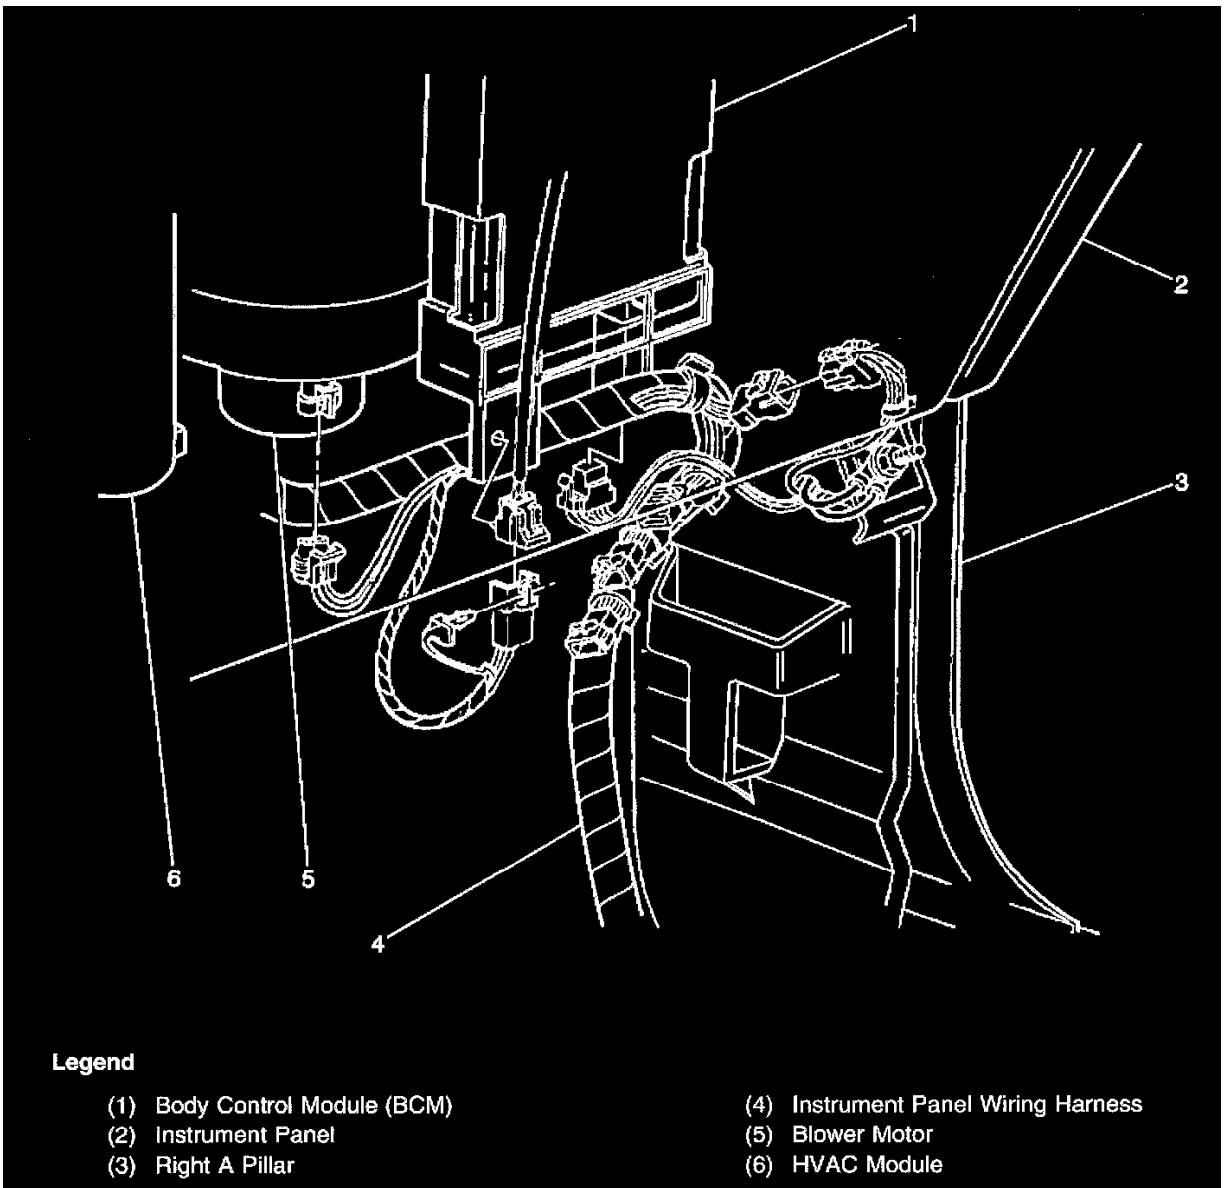 1
2
3
6
5
4
Legend
(1) Body Control Module (BCM)
(2) Instrument Panel
(3) Right A Pillar
(4) Instrument Panel Wiring Harness
(5) Blower Motor
(6) HVAC Module